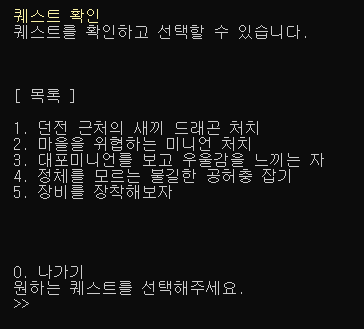 퀘스트 확인
퀘스트를 확인하고 선택할 수 있습니다.
[ 목록 ]
1. 던전 근처의 새끼 드래곤 처치
2. 마을을 위협하는 미니언 처치
3. 대포미니언를 보고 우울감을 느끼는 자
4. 정체를 모르는 불길한 공허충 잡기
5. 장비를 장착해보자
0. 나가기
원하는 퀘스트를 선택해주세요.
>>